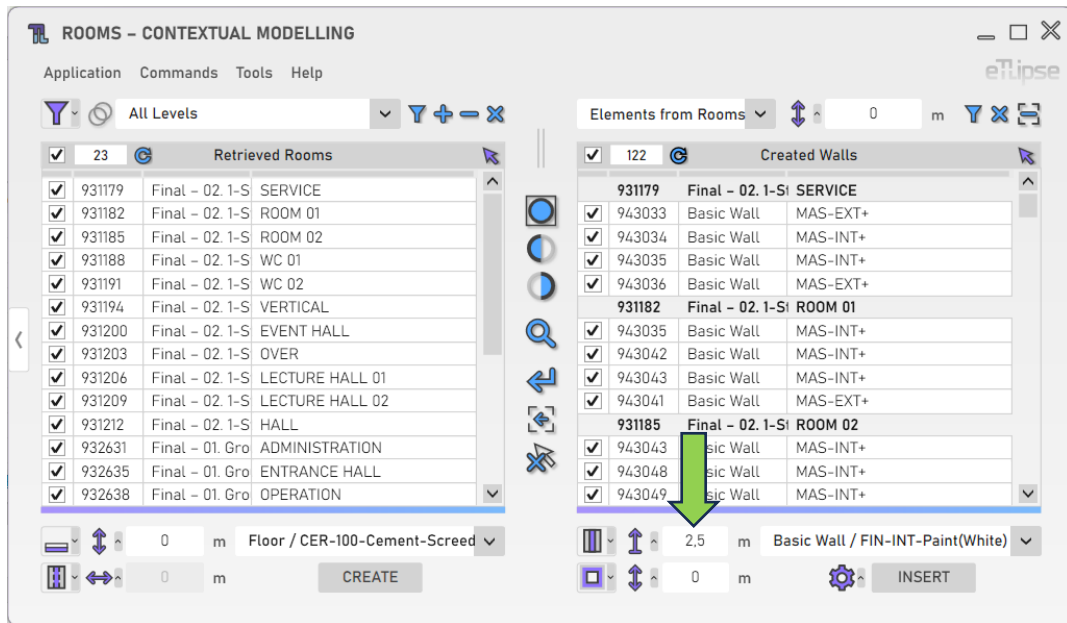 ROOMS – CONTEXTUAL MODELLING
Application Commands Tools Help
eTLipse
All Levels
Elements from Rooms 0 m
23 Retrieved Rooms
931179 Final – 02. 1-S SERVICE
931182 Final – 02. 1-S ROOM 01
931185 Final – 02. 1-S ROOM 02
931188 Final – 02. 1-S WC 01
931191 Final – 02. 1-S WC 02
931194 Final – 02. 1-S VERTICAL
931200 Final – 02. 1-S EVENT HALL
931203 Final – 02. 1-S OVER
931206 Final – 02. 1-S LECTURE HALL 01
931209 Final – 02. 1-S LECTURE HALL 02
931212 Final – 02. 1-S HALL
932631 Final – 01. Gro ADMINISTRATION
932635 Final – 01. Gro ENTRANCE HALL
932638 Final – 01. Gro OPERATION
122 Created Walls
931179 Final – 02. 1-St SERVICE
943033 Basic Wall MAS-EXT+
943034 Basic Wall MAS-INT+
943035 Basic Wall MAS-INT+
943036 Basic Wall MAS-EXT+
931182 Final – 02. 1-St ROOM 01
943035 Basic Wall MAS-INT+
943042 Basic Wall MAS-INT+
943043 Basic Wall MAS-INT+
943041 Basic Wall MAS-EXT+
931185 Final – 02. 1-St ROOM 02
943043 sic Wall MAS-INT+
943048 sic Wall MAS-INT+
943049 sic Wall MAS-INT+
0 m Floor / CER-100-Cement-Screed
0 m CREATE
2,5 m Basic Wall / FIN-INT-Paint(White)
0 m INSERT